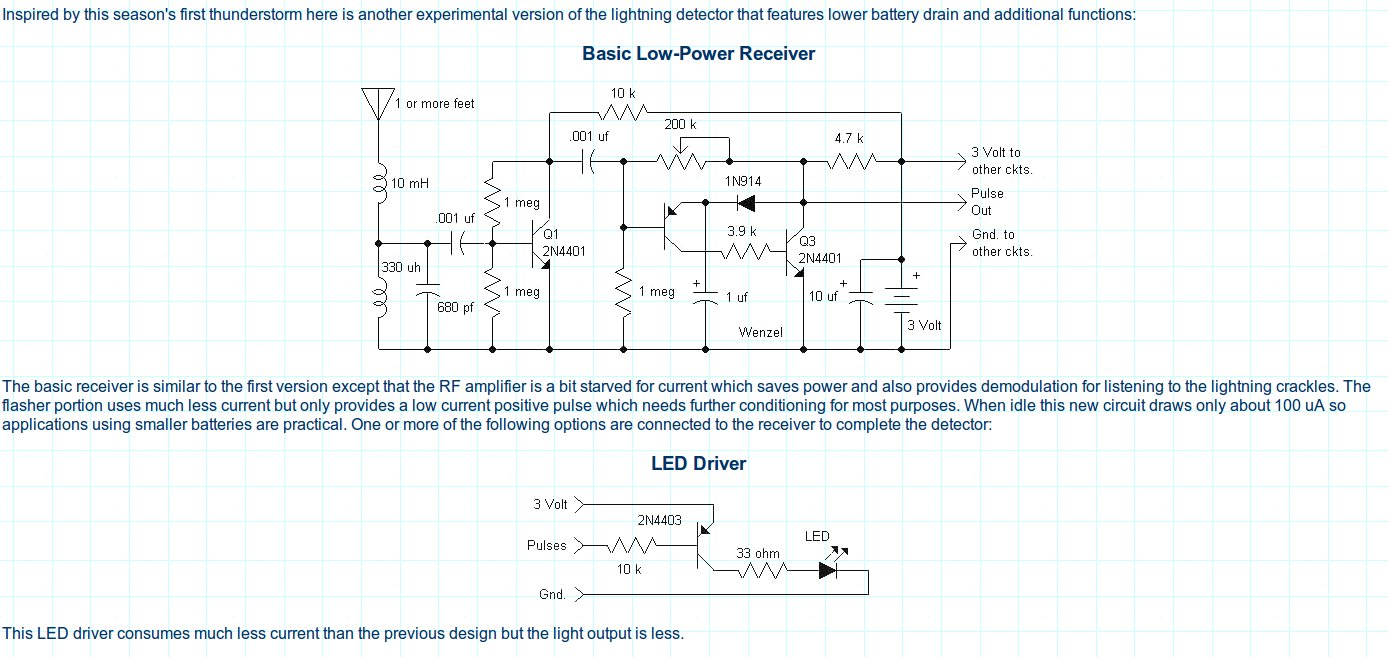 Inspired by this season's first thunderstorm here is another experimental version of the lightning detector that features lower battery drain and additional functions:
Basic Low-Power Receiver
1 or more feet
10 k
200 k
.001 uf
4.7 k
3 Volt to
other ckts.
10 mH
1N914
Pulse
Out
1 meg
.001 uf
Q1
2N4401
3.9 k
Q3
2N4401
Gnd. to
other ckts.
330 uh
+
680 pf
1 meg
1 meg
+
1 uf
10 uf
+
3 Volt
Wenzel
The basic receiver is similar to the first version except that the RF amplifier is a bit starved for current which saves power and also provides demodulation for listening to the lightning crackles. The
flasher portion uses much less current but only provides a low current positive pulse which needs further conditioning for most purposes. When idle this new circuit draws only about 100 uA so
applications using smaller batteries are practical. One or more of the following options are connected to the receiver to complete the detector:
LED Driver
3 Volt
2N4403
Pulses
10 k
33 ohm
LED
Gnd.
This LED driver consumes much less current than the previous design but the light output is less.